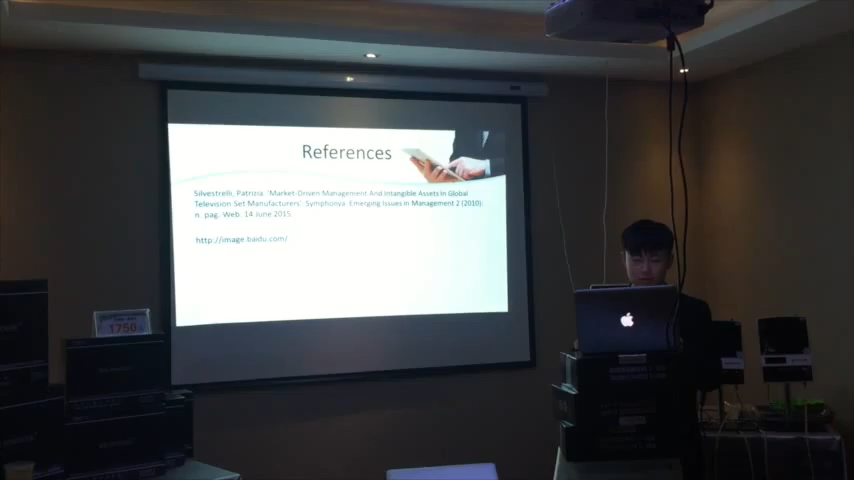 References
Silvestrelli, Patrozia. 'Market-Driven Management And Intangible Assets In Global
Television Set Manufacturers'. Symphonya. Emerging Issues in Management 2 (2010):
n. pag. Web. 14 June 2015.
http://image.baidu.com/
1750